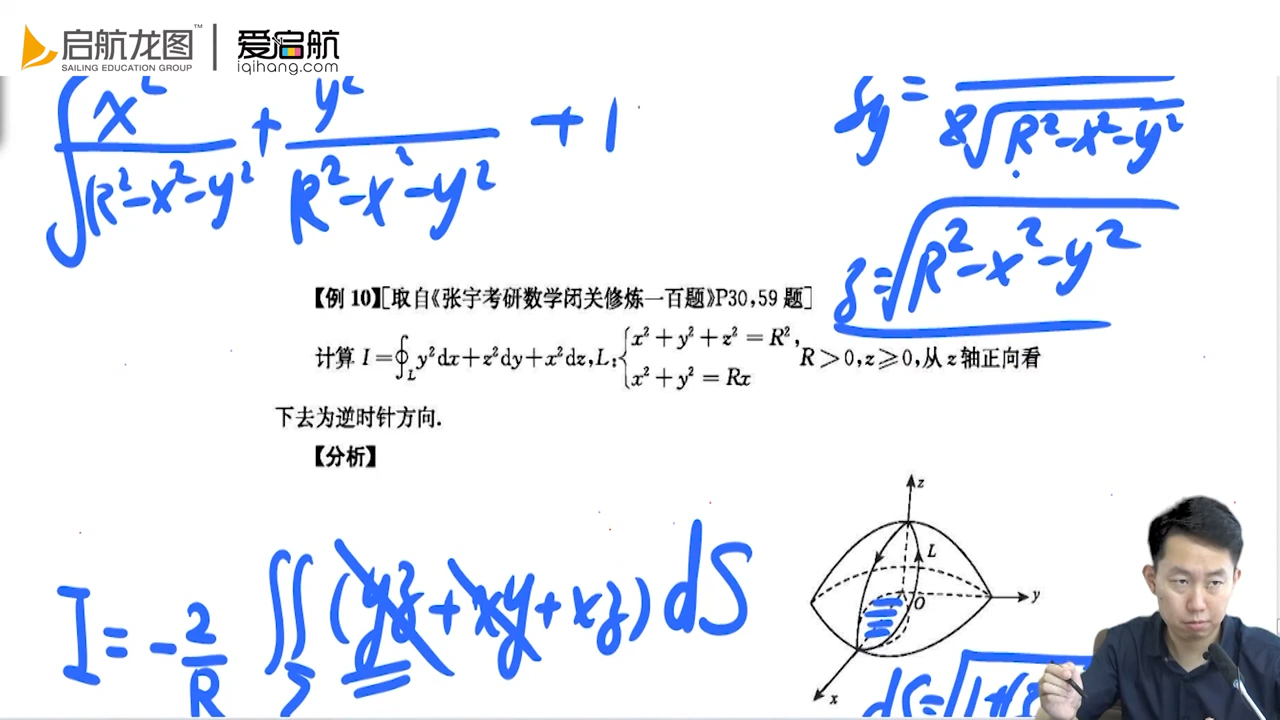 启航龙图™ | 爱启航
SAILING EDUCATION GROUP iqihang.com
√ x²/(R²-x²-y²) + y²/(R²-x²-y²) + 1
√(R²-x²-y²)
z=√(R²-x²-y²)
【例 10】[取自《张宇考研数学闭关修炼一百题》P30,59 题]
计算 I=∮_L y²dx+z²dy+x²dz,L:{x²+y²+z²=R², x²+y²=Rx R>0,z≥0,从 z 轴正向看
下去为逆时针方向.
【分析】
z
L
O
y
x
I = -2/R ∬_Σ (yz+xy+xz) dS
dS=√1+